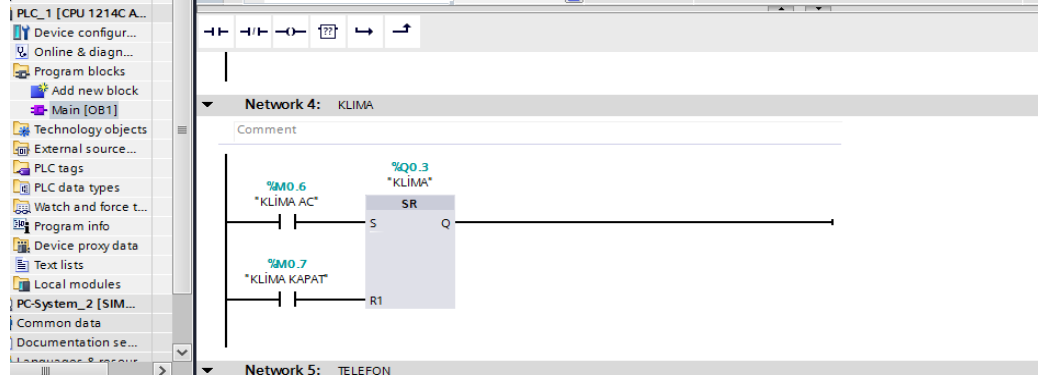 PLC_1 [CPU 1214C A...
Device configur...
Online & diagn...
Program blocks
Add new block
Main [OB1]
Technology objects
External source...
PLC tags
PLC data types
Watch and force t...
Program info
Device proxy data
Text lists
Local modules
PC-System_2 [SIM...
Common data
Documentation se...
Languages & resour
??
Network 4: KLIMA
Comment
%Q0.3
"KLİMA"
%M0.6
"KLİMA AC"
SR
S Q
%M0.7
"KLİMA KAPAT"
R1
Network 5: TELEFON